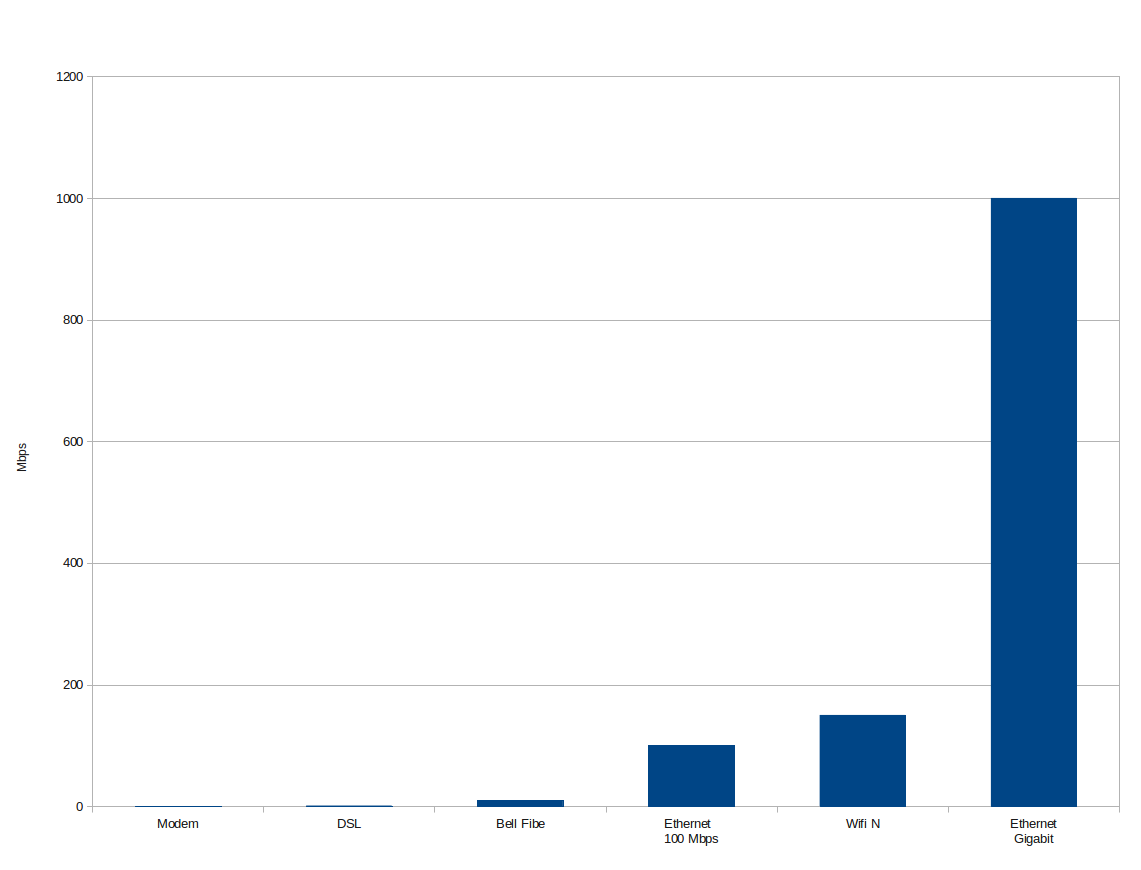 1200
1000
800
600
400
200
0
Mbps
Modem
DSL
Bell Fibe
Ethernet
100 Mbps
Wifi N
Ethernet
Gigabit